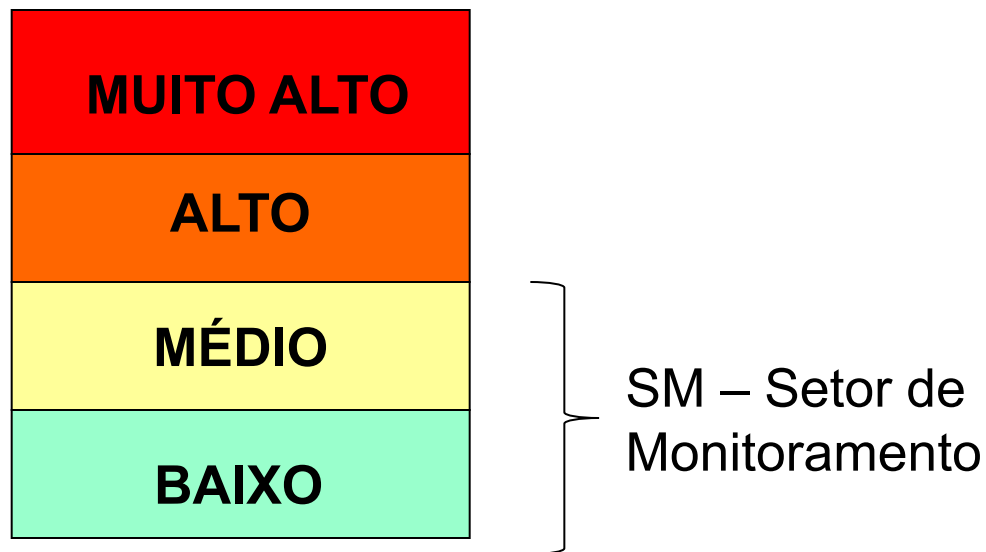 MUITO ALTO
ALTO
MÉDIO
BAIXO
SM – Setor de
Monitoramento